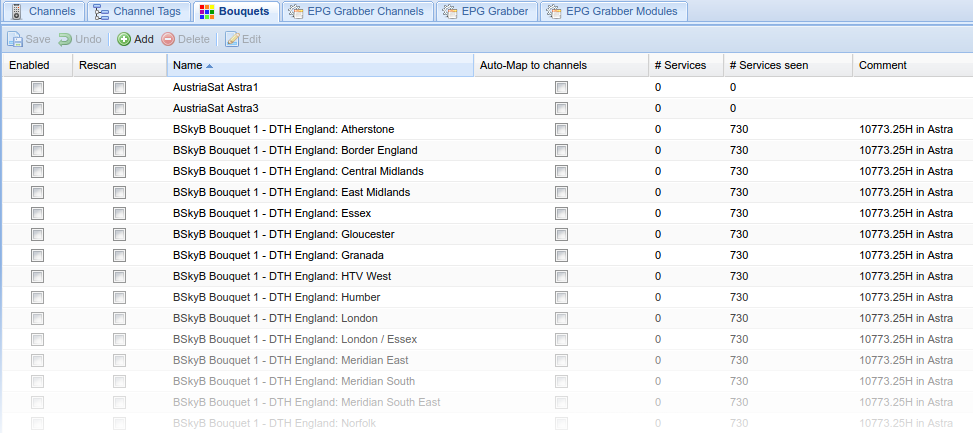 Channels Channel Tags Bouquets EPG Grabber Channels EPG Grabber EPG Grabber Modules
Save Undo Add Delete Edit
Enabled Rescan Name Auto-Map to channels # Services # Services seen Comment
AustriaSat Astra1 0 0
AustriaSat Astra3 0 0
BSkyB Bouquet 1 - DTH England: Atherstone 0 730 10773.25H in Astra
BSkyB Bouquet 1 - DTH England: Border England 0 730 10773.25H in Astra
BSkyB Bouquet 1 - DTH England: Central Midlands 0 730 10773.25H in Astra
BSkyB Bouquet 1 - DTH England: East Midlands 0 730 10773.25H in Astra
BSkyB Bouquet 1 - DTH England: Essex 0 730 10773.25H in Astra
BSkyB Bouquet 1 - DTH England: Gloucester 0 730 10773.25H in Astra
BSkyB Bouquet 1 - DTH England: Granada 0 730 10773.25H in Astra
BSkyB Bouquet 1 - DTH England: HTV West 0 730 10773.25H in Astra
BSkyB Bouquet 1 - DTH England: Humber 0 730 10773.25H in Astra
BSkyB Bouquet 1 - DTH England: London 0 730 10773.25H in Astra
BSkyB Bouquet 1 - DTH England: London / Essex 0 730 10773.25H in Astra
BSkyB Bouquet 1 - DTH England: Meridian East 0 730 10773.25H in Astra
BSkyB Bouquet 1 - DTH England: Meridian South 0 730 10773.25H in Astra
BSkyB Bouquet 1 - DTH England: Meridian South East 0 730 10773.25H in Astra
BSkyB Bouquet 1 - DTH England: Norfolk 0 730 10773.25H in Astra